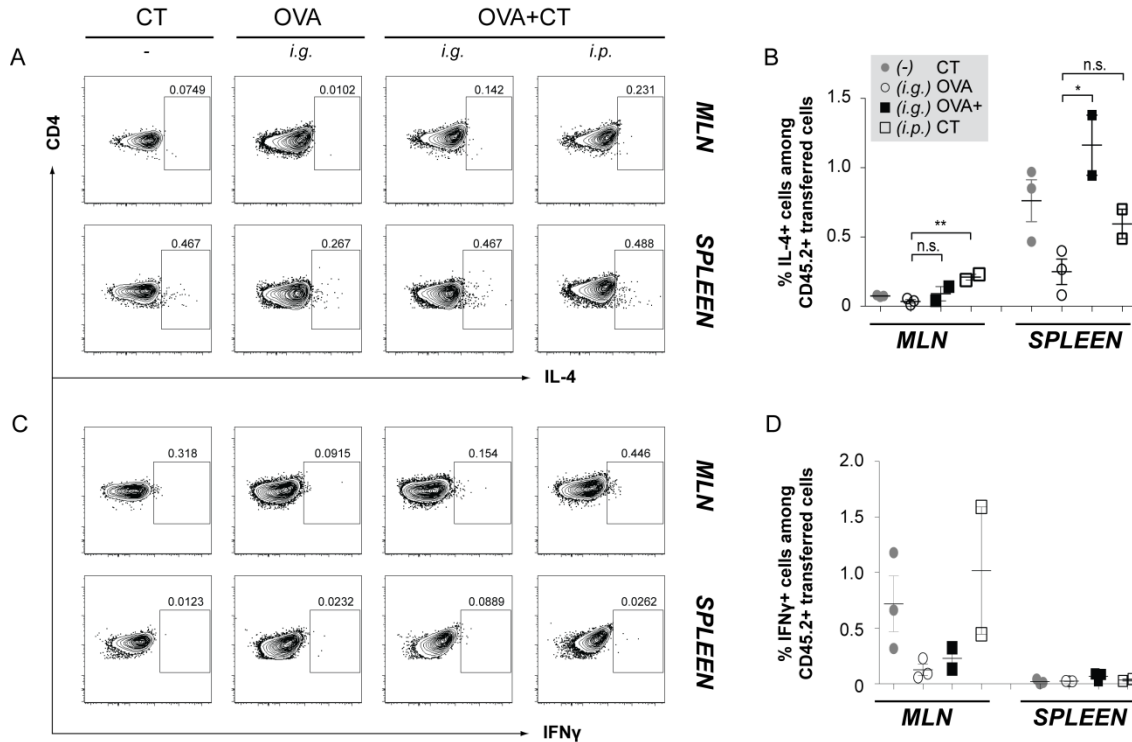 CT OVA OVA+CT
- i.g. i.g. i.p.
A
0.0749 0.0102 0.142 0.231
MLN
CD4
0.467 0.267 0.467 0.488
SPLEEN
IL-4
B
(-) CT
(i.g.) OVA
(i.g.) OVA+
(i.p.) CT
n.s.
*
**
n.s.
1.5
1.0
0.5
0
% IL-4+ cells among
CD45.2+ transferred cells
MLN SPLEEN
C
0.318 0.0915 0.154 0.446
MLN
0.0123 0.0232 0.0889 0.0262
SPLEEN
IFNγ
D
2.0
1.5
1.0
0.5
0
% IFNγ+ cells among
CD45.2+ transferred cells
MLN SPLEEN